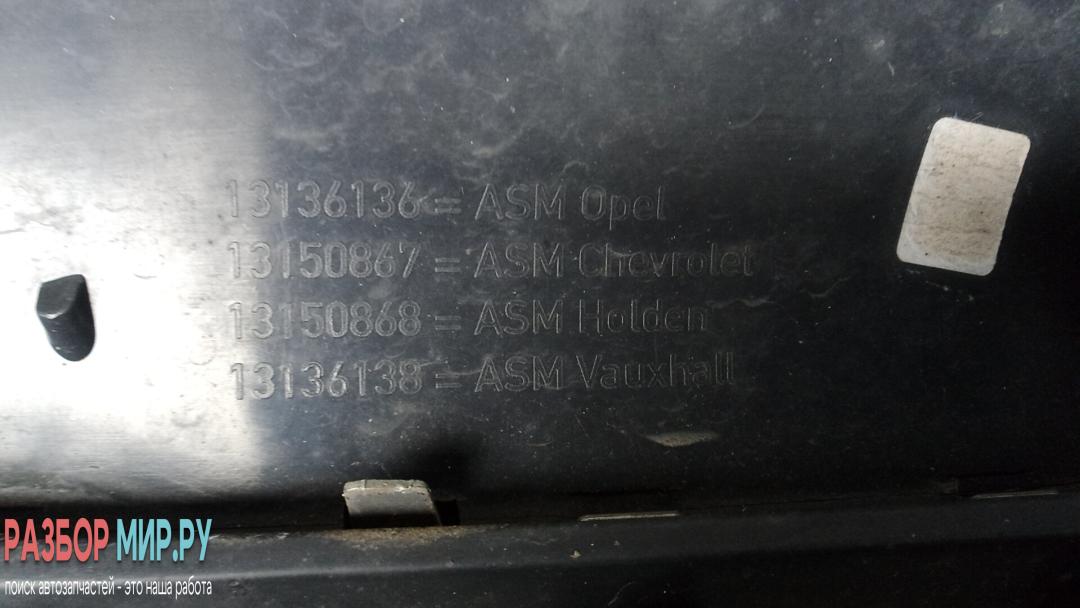 13136136 = ASM Opel
13150867 = ASM Chevrolet
13150868 = ASM Holden
13136138 = ASM Vauxhall
РАЗБОР МИР.РУ
поиск автозапчастей - это наша работа